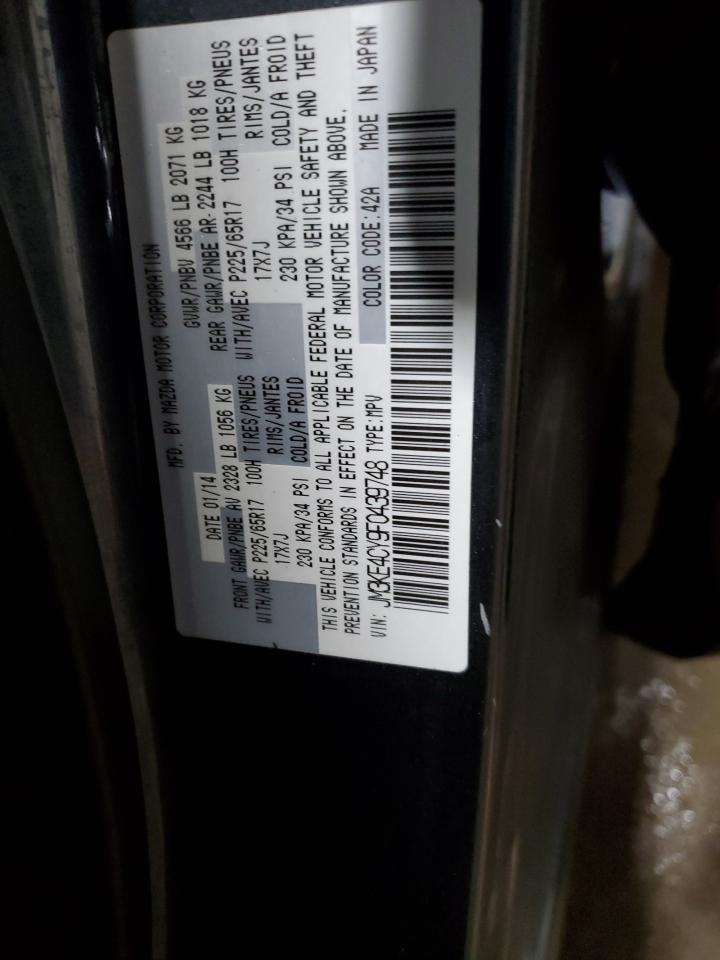 MFD. BY MAZDA MOTOR CORPORATION
DATE 01/14 GVWR/PNBV 4566 LB 2071 KG
FRONT GAWR/PNBE AV 2328 LB 1056 KG REAR GAWR/PNBE AR 2244 LB 1018 KG
WITH/AVEC P225/65R17 100H TIRES/PNEUS WITH/AVEC P225/65R17 100H TIRES/PNEUS
17X7J RIMS/JANTES 17X7J RIMS/JANTES
230 KPA/34 PSI COLD/A FROID 230 KPA/34 PSI COLD/A FROID
THIS VEHICLE CONFORMS TO ALL APPLICABLE FEDERAL MOTOR VEHICLE SAFETY AND THEFT
PREVENTION STANDARDS IN EFFECT ON THE DATE OF MANUFACTURE SHOWN ABOVE.
VIN: JM3KE4CY9F0439748 TYPE:MPV COLOR CODE:42A MADE IN JAPAN